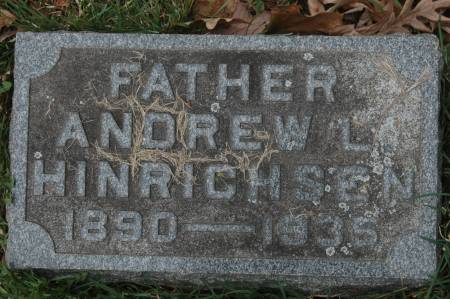 FATHER
ANDREW L.
HINRICHSEN
1890—1935